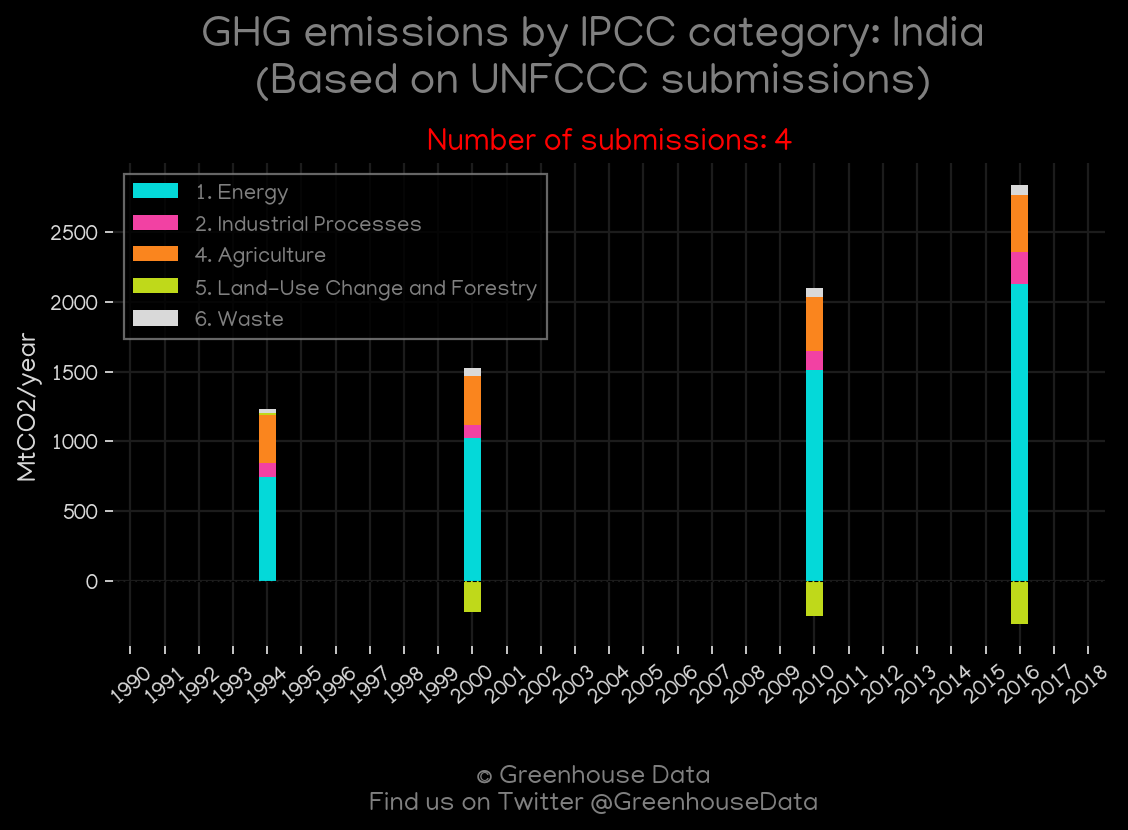 GHG emissions by IPCC category: India
(Based on UNFCCC submissions)
Number of submissions: 4
1. Energy
2. Industrial Processes
4. Agriculture
5. Land-Use Change and Forestry
6. Waste
MtCO2/year
2500
2000
1500
1000
500
0
1990 1991 1992 1993 1994 1995 1996 1997 1998 1999 2000 2001 2002 2003 2004 2005 2006 2007 2008 2009 2010 2011 2012 2013 2014 2015 2016 2017 2018
© Greenhouse Data
Find us on Twitter @GreenhouseData